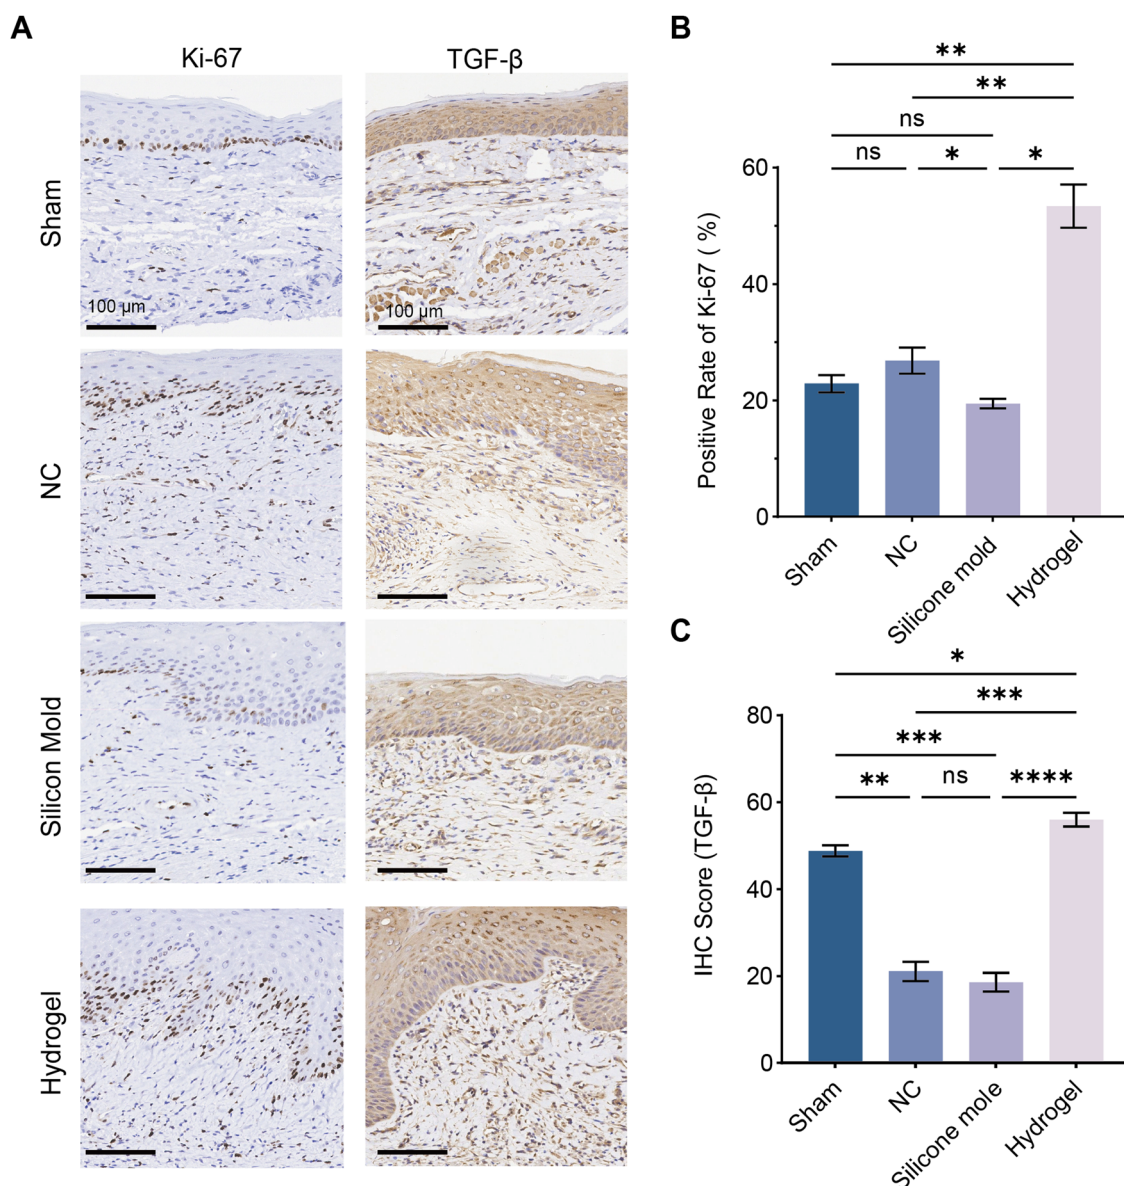 A
Ki-67
TGF-β
Sham
100 μm
100 μm
NC
Silicon Mold
Hydrogel
B
**
**
ns
ns
*
*
Positive Rate of Ki-67 ( %)
60
40
20
0
Sham
NC
Silicone mold
Hydrogel
C
*
***
***
**
ns
****
IHC Score (TGF-β)
80
60
40
20
0
Sham
NC
Silicone mole
Hydrogel